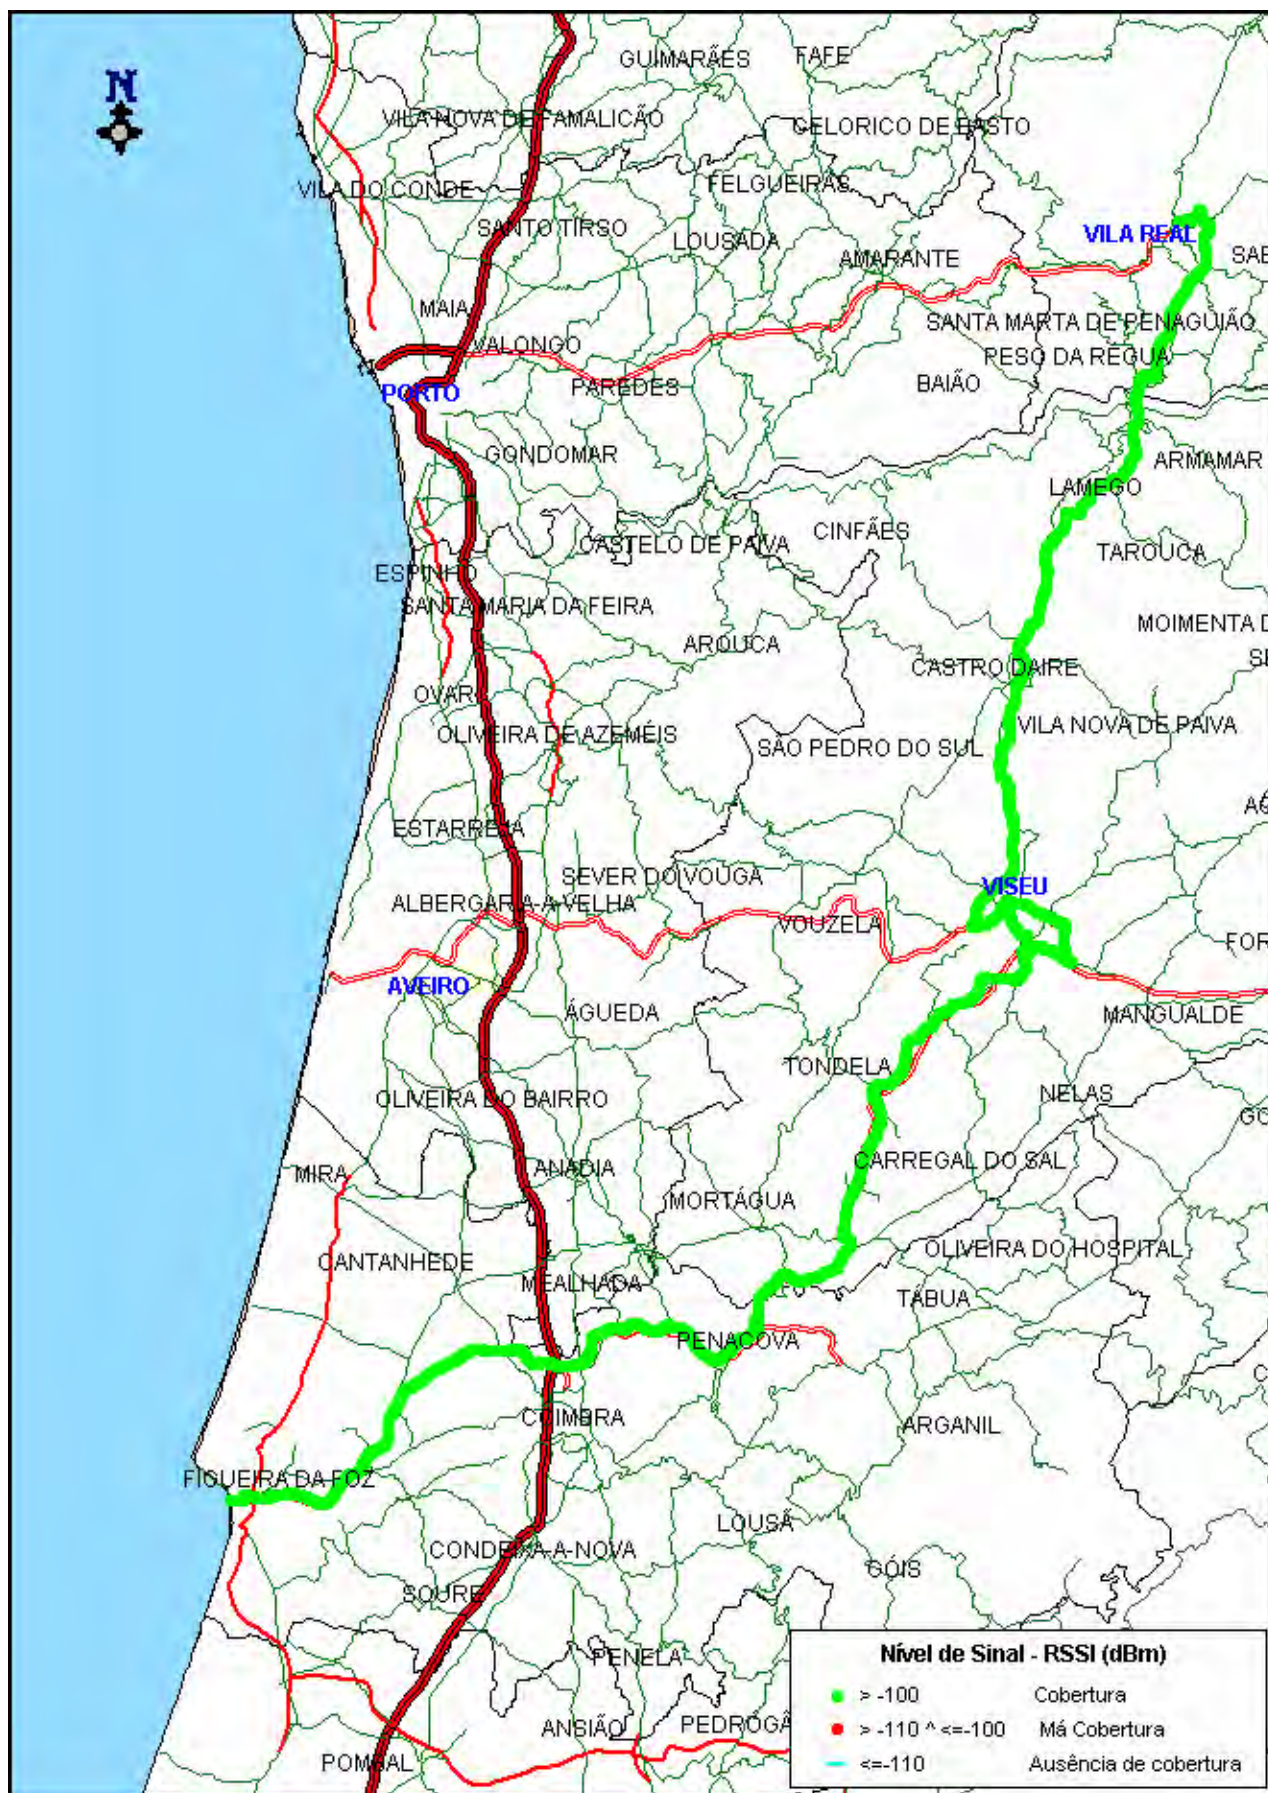 N
GUIMARÃES
FAFE
VILA NOVA DE FAMALICÃO
CELORICO DE BASTO
VILA DO CONDE
FELGUEIRAS
SANTO TIRSO
LOUSADA
VILA REAL
AMARANTE
SAB
MAIA
SANTA MARTA DE PENAGUIÃO
VALONGO
PESO DA RÉGUA
PORTO
PAREDES
BAIÃO
GONDOMAR
ARMAMAR
LAMEGO
CINFÃES
CASTELO DE PAIVA
TAROUCA
ESPINHO
SANTA MARIA DA FEIRA
MOIMENTA D
AROUCA
CASTRO DAIRE
OVAR
VILA NOVA DE PAIVA
OLIVEIRA DE AZEMÉIS
SÃO PEDRO DO SUL
ESTARREJA
SEVER DO VOUGA
VISEU
ALBERGARIA-A-VELHA
VOUZELA
FOR
AVEIRO
ÁGUEDA
MANGUALDE
TONDELA
NELAS
OLIVEIRA DO BAIRRO
ANADIA
CARREGAL DO SAL
MIRA
MORTÁGUA
OLIVEIRA DO HOSPITAL
CANTANHEDE
MEALHADA
TÁBUA
PENACOVA
COIMBRA
ARGANIL
FIGUEIRA DA FOZ
LOUSÃ
CONDEIXA-A-NOVA
GÓIS
SOURE
PENELA
ANSIÃO
PEDRÓGÃ
POMBAL
Nível de Sinal - RSSI (dBm)
> -100 Cobertura
> -110 ^ <=-100 Má Cobertura
<=-110 Ausência de cobertura